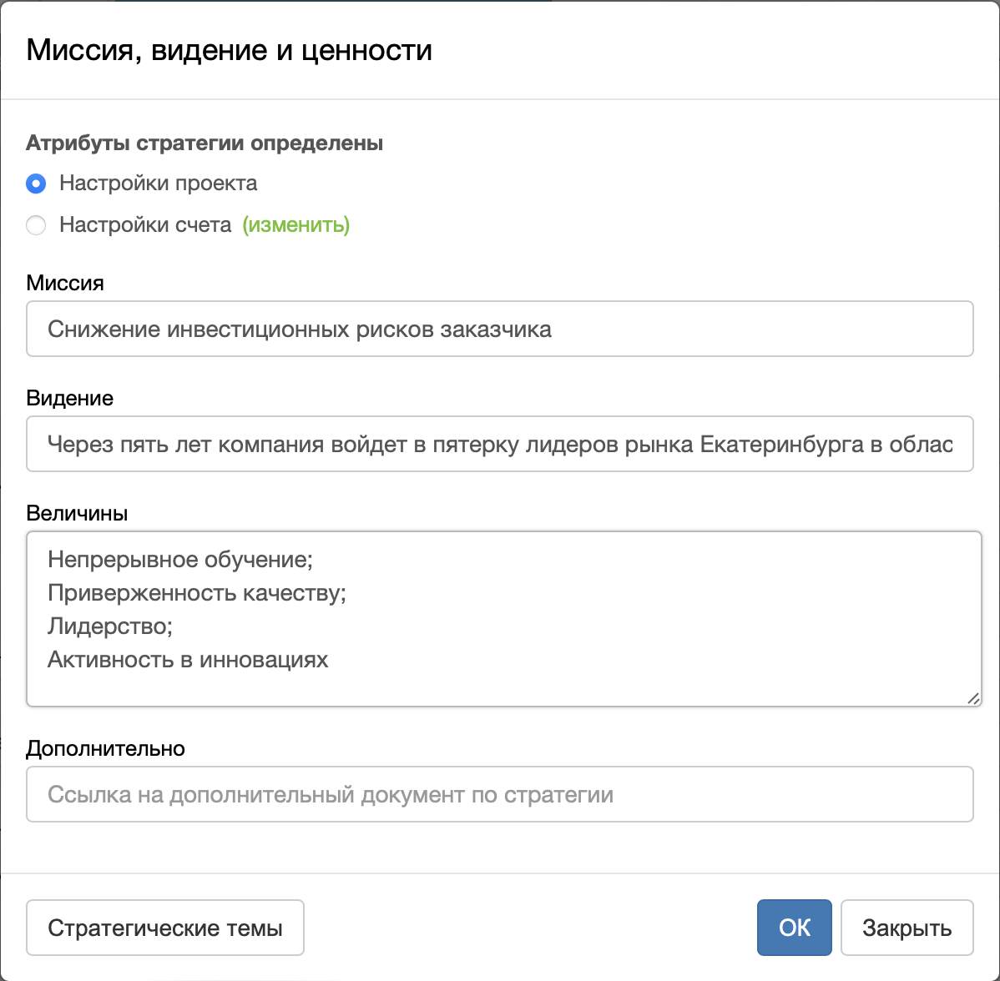 Миссия, видение и ценности
Атрибуты стратегии определены
Настройки проекта
Настройки счета (изменить)
Миссия
Снижение инвестиционных рисков заказчика
Видение
Через пять лет компания войдет в пятерку лидеров рынка Екатеринбурга в облас
Величины
Непрерывное обучение;
Приверженность качеству;
Лидерство;
Активность в инновациях
Дополнительно
Ссылка на дополнительный документ по стратегии
Стратегические темы
ОК
Закрыть